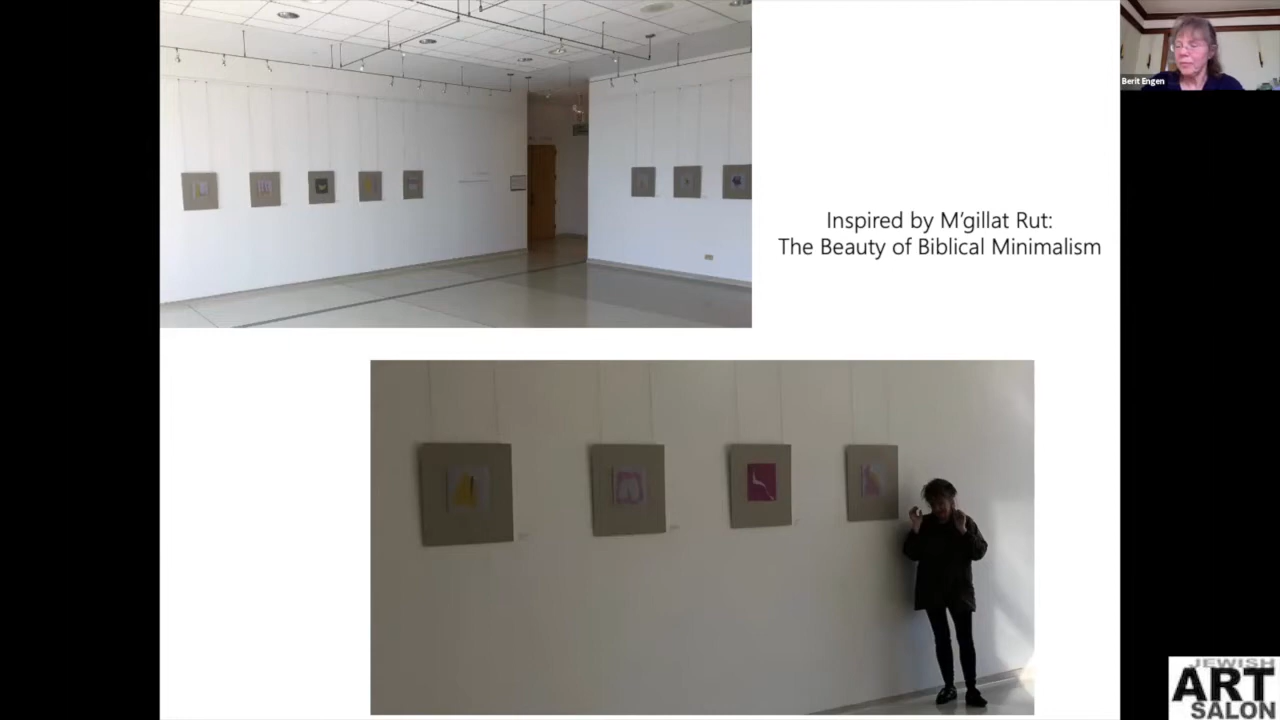 Berit Engen
Inspired by M'gillat Rut:
The Beauty of Biblical Minimalism
JEWISH
ART
SALON